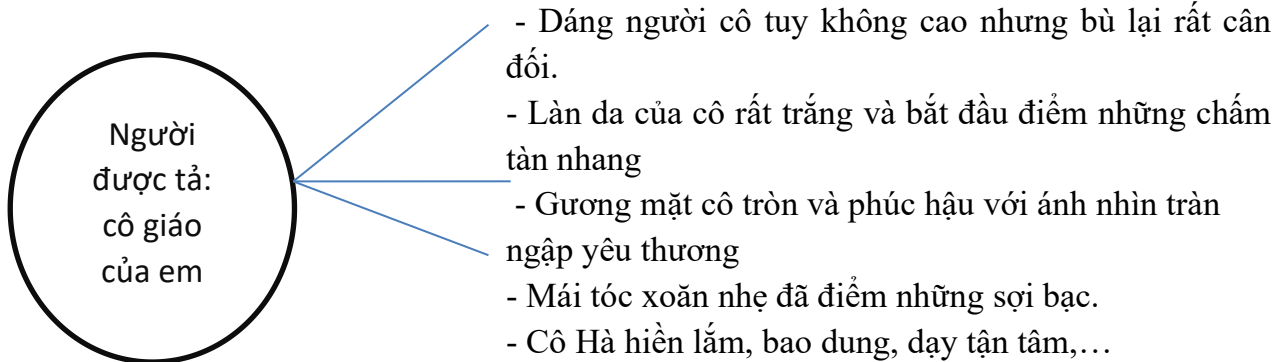 Người
được tả:
cô giáo
của em
- Dáng người cô tuy không cao nhưng bù lại rất cân
đối.
- Làn da của cô rất trắng và bắt đầu điểm những chấm
tàn nhang
- Gương mặt cô tròn và phúc hậu với ánh nhìn tràn
ngập yêu thương
- Mái tóc xoăn nhẹ đã điểm những sợi bạc.
- Cô Hà hiền lắm, bao dung, dạy tận tâm,…